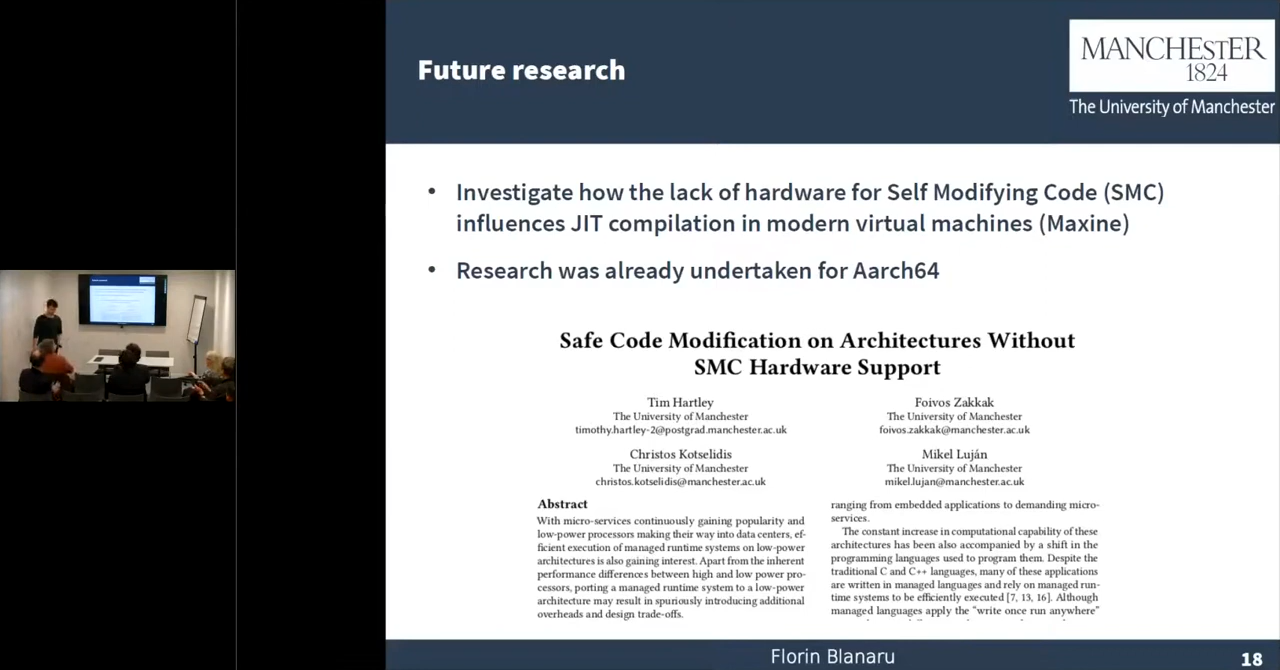 Future research
MANCHESTER
1824
The University of Manchester
• Investigate how the lack of hardware for Self Modifying Code (SMC)
influences JIT compilation in modern virtual machines (Maxine)
• Research was already undertaken for Aarch64
Safe Code Modification on Architectures Without
SMC Hardware Support
Tim Hartley
The University of Manchester
timothy.hartley-2@postgrad.manchester.ac.uk
Foivos Zakkak
The University of Manchester
foivos.zakkak@manchester.ac.uk
Christos Kotselidis
The University of Manchester
christos.kotselidis@manchester.ac.uk
Mikel Luján
The University of Manchester
mikel.lujan@manchester.ac.uk
Abstract
With micro-services continuously gaining popularity and
low-power processors making their way into data centers, ef-
ficient execution of managed runtime systems on low-power
architectures is also gaining interest. Apart from the inherent
performance differences between high and low power pro-
cessors, porting a managed runtime system to a low-power
architecture may result in spuriously introducing additional
overheads and design trade-offs.
ranging from embedded applications to demanding micro-
services.
The constant increase in computational capability of these
architectures has been also accompanied by a shift in the
programming languages used to program them. Despite the
traditional C and C++ languages, many of these applications
are written in managed languages and rely on managed run-
time systems to be efficiently executed [7, 13, 16]. Although
managed languages apply the "write once run anywhere"
Florin Blanaru
18